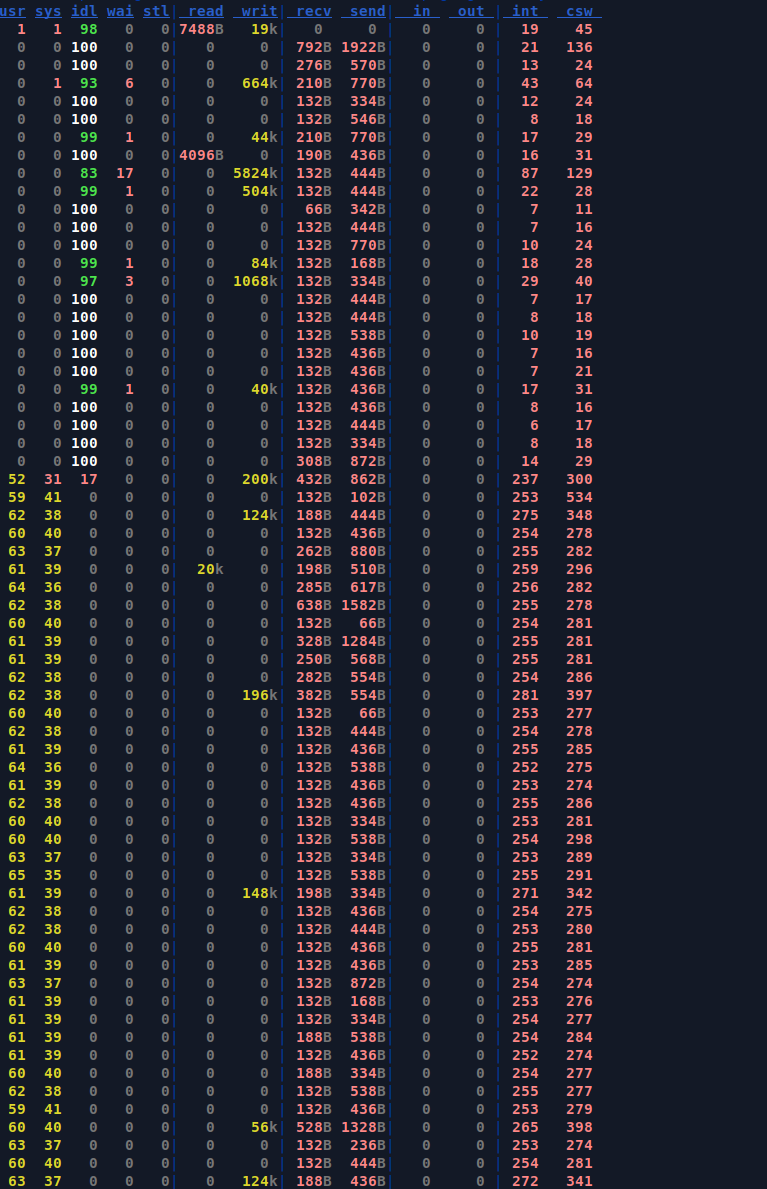 usr sys idl wai stl| read writ| recv send| in out | int csw
1 1 98 0 0|7488B 19k| 0 0 | 0 0 | 19 45
0 0 100 0 0| 0 0 | 792B 1922B| 0 0 | 21 136
0 0 100 0 0| 0 0 | 276B 570B| 0 0 | 13 24
0 1 93 6 0| 0 664k| 210B 770B| 0 0 | 43 64
0 0 100 0 0| 0 0 | 132B 334B| 0 0 | 12 24
0 0 100 0 0| 0 0 | 132B 546B| 0 0 | 8 18
0 0 99 1 0| 0 44k| 210B 770B| 0 0 | 17 29
0 0 100 0 0|4096B 0 | 190B 436B| 0 0 | 16 31
0 0 83 17 0| 0 5824k| 132B 444B| 0 0 | 87 129
0 0 99 1 0| 0 504k| 132B 444B| 0 0 | 22 28
0 0 100 0 0| 0 0 | 66B 342B| 0 0 | 7 11
0 0 100 0 0| 0 0 | 132B 444B| 0 0 | 7 16
0 0 100 0 0| 0 0 | 132B 770B| 0 0 | 10 24
0 0 99 1 0| 0 84k| 132B 168B| 0 0 | 18 28
0 0 97 3 0| 0 1068k| 132B 334B| 0 0 | 29 40
0 0 100 0 0| 0 0 | 132B 444B| 0 0 | 7 17
0 0 100 0 0| 0 0 | 132B 444B| 0 0 | 8 18
0 0 100 0 0| 0 0 | 132B 538B| 0 0 | 10 19
0 0 100 0 0| 0 0 | 132B 436B| 0 0 | 7 16
0 0 100 0 0| 0 0 | 132B 436B| 0 0 | 7 21
0 0 99 1 0| 0 40k| 132B 436B| 0 0 | 17 31
0 0 100 0 0| 0 0 | 132B 436B| 0 0 | 8 16
0 0 100 0 0| 0 0 | 132B 444B| 0 0 | 6 17
0 0 100 0 0| 0 0 | 132B 334B| 0 0 | 8 18
0 0 100 0 0| 0 0 | 308B 872B| 0 0 | 14 29
52 31 17 0 0| 0 200k| 432B 862B| 0 0 | 237 300
59 41 0 0 0| 0 0 | 132B 102B| 0 0 | 253 534
62 38 0 0 0| 0 124k| 188B 444B| 0 0 | 275 348
60 40 0 0 0| 0 0 | 132B 436B| 0 0 | 254 278
63 37 0 0 0| 0 0 | 262B 880B| 0 0 | 255 282
61 39 0 0 0| 20k 0 | 198B 510B| 0 0 | 259 296
64 36 0 0 0| 0 0 | 285B 617B| 0 0 | 256 282
62 38 0 0 0| 0 0 | 638B 1582B| 0 0 | 255 278
60 40 0 0 0| 0 0 | 132B 66B| 0 0 | 254 281
61 39 0 0 0| 0 0 | 328B 1284B| 0 0 | 255 281
61 39 0 0 0| 0 0 | 250B 568B| 0 0 | 255 281
62 38 0 0 0| 0 0 | 282B 554B| 0 0 | 254 286
62 38 0 0 0| 0 196k| 382B 554B| 0 0 | 281 397
60 40 0 0 0| 0 0 | 132B 66B| 0 0 | 253 277
62 38 0 0 0| 0 0 | 132B 444B| 0 0 | 254 278
61 39 0 0 0| 0 0 | 132B 436B| 0 0 | 255 285
64 36 0 0 0| 0 0 | 132B 538B| 0 0 | 252 275
61 39 0 0 0| 0 0 | 132B 436B| 0 0 | 253 274
62 38 0 0 0| 0 0 | 132B 436B| 0 0 | 255 286
60 40 0 0 0| 0 0 | 132B 334B| 0 0 | 253 281
60 40 0 0 0| 0 0 | 132B 538B| 0 0 | 254 298
63 37 0 0 0| 0 0 | 132B 334B| 0 0 | 253 289
65 35 0 0 0| 0 0 | 132B 538B| 0 0 | 255 291
61 39 0 0 0| 0 148k| 198B 334B| 0 0 | 271 342
62 38 0 0 0| 0 0 | 132B 436B| 0 0 | 254 275
62 38 0 0 0| 0 0 | 132B 444B| 0 0 | 253 280
60 40 0 0 0| 0 0 | 132B 436B| 0 0 | 255 281
61 39 0 0 0| 0 0 | 132B 436B| 0 0 | 253 285
63 37 0 0 0| 0 0 | 132B 872B| 0 0 | 254 274
61 39 0 0 0| 0 0 | 132B 168B| 0 0 | 253 276
61 39 0 0 0| 0 0 | 132B 334B| 0 0 | 254 277
61 39 0 0 0| 0 0 | 188B 538B| 0 0 | 254 284
61 39 0 0 0| 0 0 | 132B 436B| 0 0 | 252 274
60 40 0 0 0| 0 0 | 188B 334B| 0 0 | 254 277
62 38 0 0 0| 0 0 | 132B 538B| 0 0 | 255 277
59 41 0 0 0| 0 0 | 132B 436B| 0 0 | 253 279
60 40 0 0 0| 0 56k| 528B 1328B| 0 0 | 265 398
63 37 0 0 0| 0 0 | 132B 236B| 0 0 | 253 274
60 40 0 0 0| 0 0 | 132B 444B| 0 0 | 254 281
63 37 0 0 0| 0 124k| 188B 436B| 0 0 | 272 341